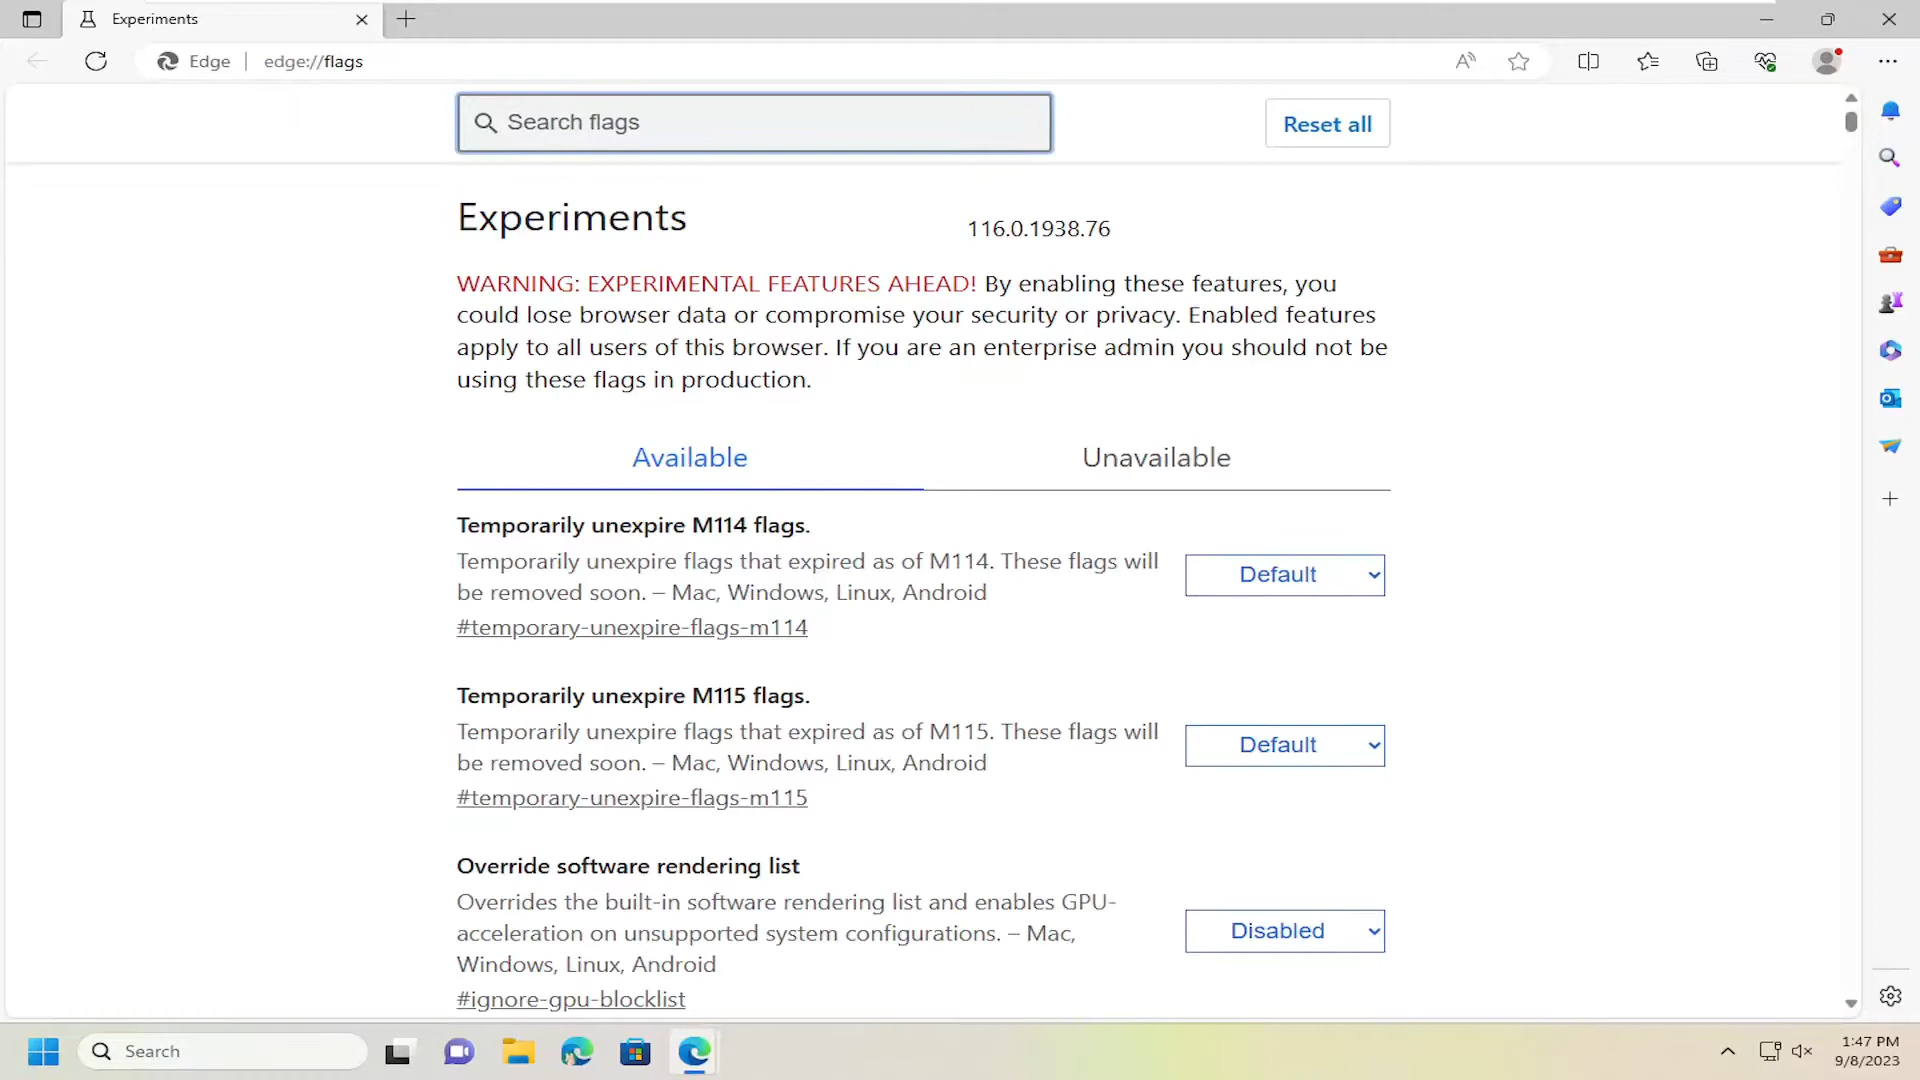 Experiments
Edge
edge://flags
Search flags
Reset all
Experiments
116.0.1938.76
WARNING: EXPERIMENTAL FEATURES AHEAD! By enabling these features, you
could lose browser data or compromise your security or privacy. Enabled features
apply to all users of this browser. If you are an enterprise admin you should not be
using these flags in production.
Available
Unavailable
Temporarily unexpire M114 flags.
Temporarily unexpire flags that expired as of M114. These flags will
be removed soon. – Mac, Windows, Linux, Android
#temporary-unexpire-flags-m114
Default
Temporarily unexpire M115 flags.
Temporarily unexpire flags that expired as of M115. These flags will
be removed soon. – Mac, Windows, Linux, Android
#temporary-unexpire-flags-m115
Default
Override software rendering list
Overrides the built-in software rendering list and enables GPU-
acceleration on unsupported system configurations. – Mac,
Windows, Linux, Android
#ignore-gpu-blocklist
Disabled
Search
1:47 PM
9/8/2023